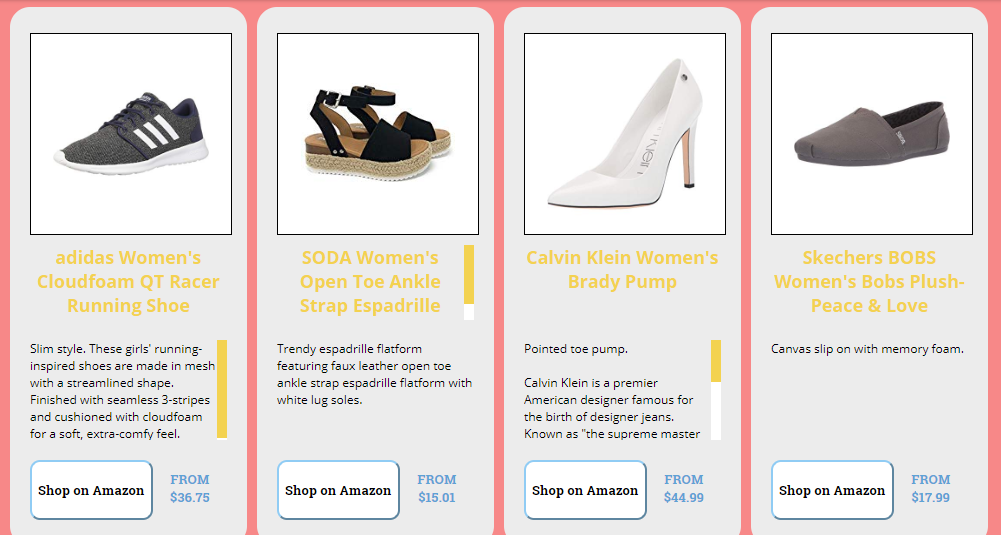 adidas Women's
Cloudfoam QT Racer
Running Shoe
Slim style. These girls' running-
inspired shoes are made in mesh
with a streamlined shape.
Finished with seamless 3-stripes
and cushioned with cloudfoam
for a soft, extra-comfy feel.
Shop on Amazon
FROM
$36.75
SODA Women's
Open Toe Ankle
Strap Espadrille
Trendy espadrille flatform
featuring faux leather open toe
ankle strap espadrille flatform with
white lug soles.
Shop on Amazon
FROM
$15.01
Calvin Klein Women's
Brady Pump
Pointed toe pump.
Calvin Klein is a premier
American designer famous for
the birth of designer jeans.
Known as "the supreme master
Shop on Amazon
FROM
$44.99
Skechers BOBS
Women's Bobs Plush-
Peace & Love
Canvas slip on with memory foam.
Shop on Amazon
FROM
$17.99